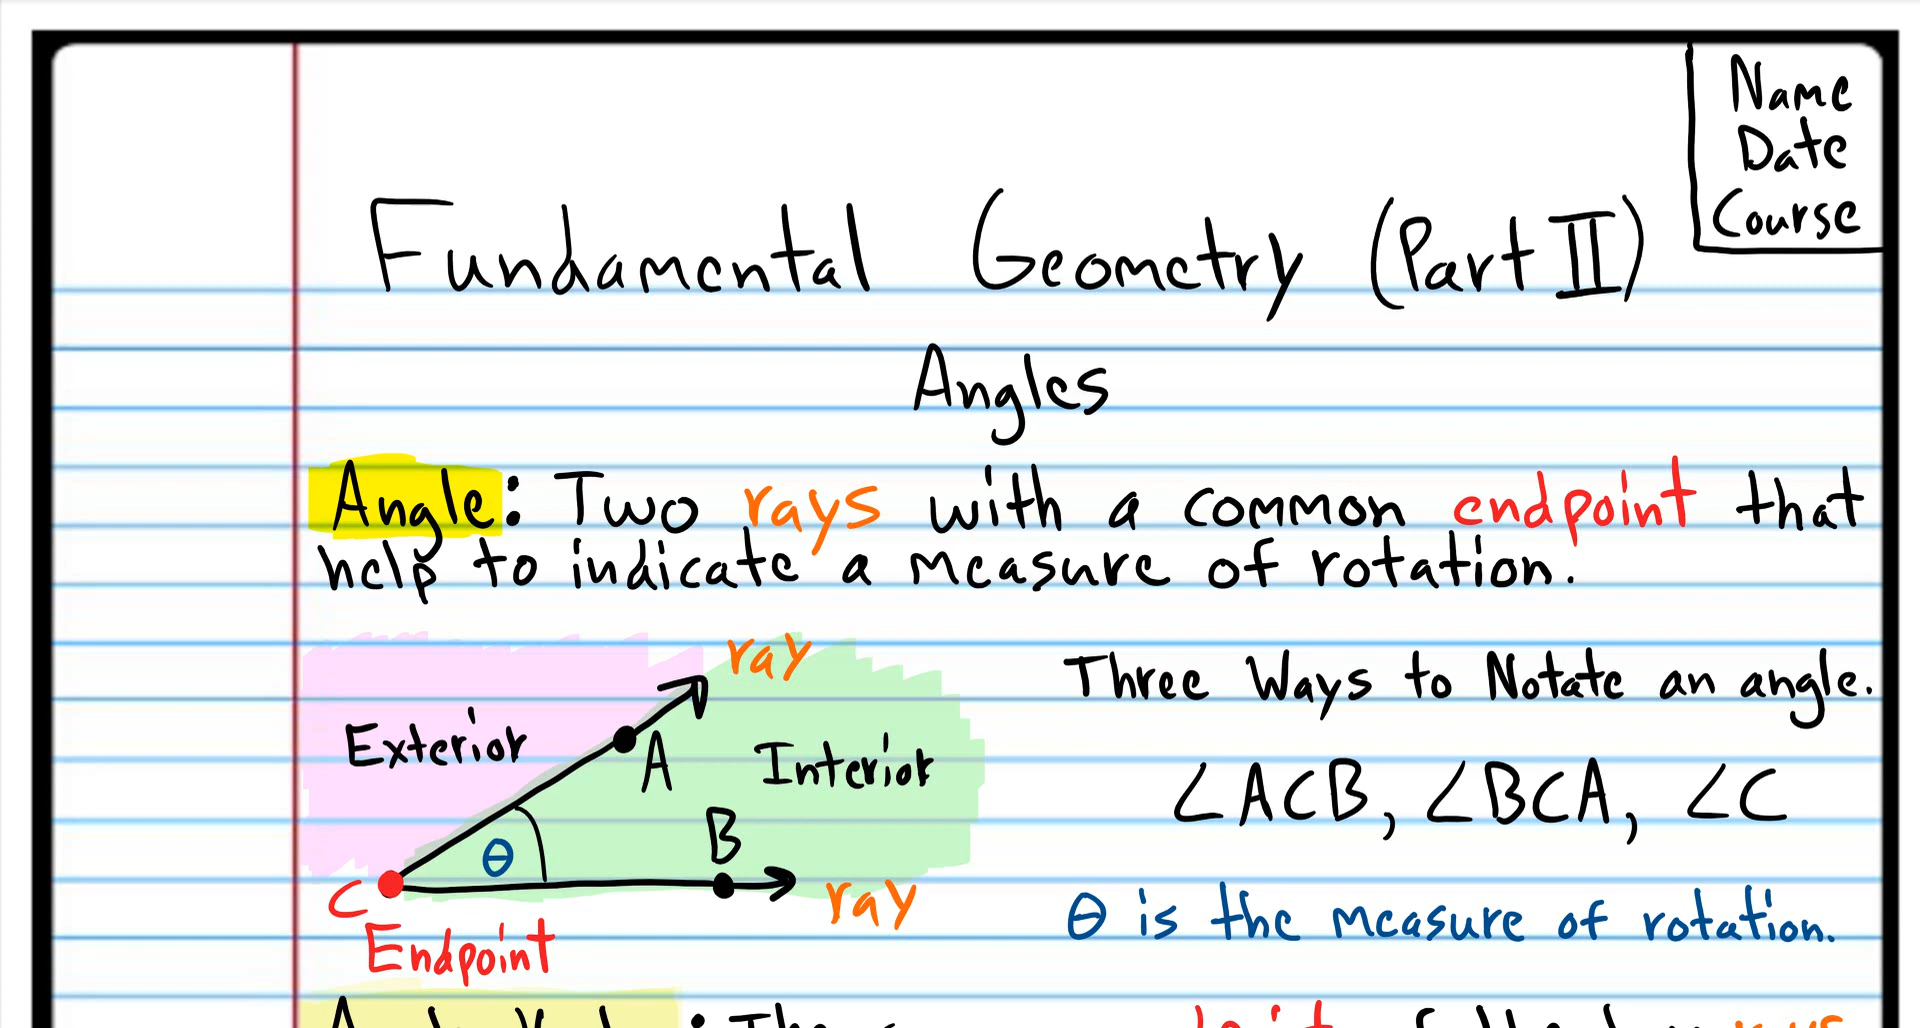 Name
Date
Course
Fundamental Geometry (Part II)
Angles
Angle: Two rays with a common endpoint that
help to indicate a measure of rotation.
ray
Exterior
A
Interior
B
θ
C
ray
Endpoint
Three Ways to Notate an angle.
∠ACB, ∠BCA, ∠C
θ is the measure of rotation.